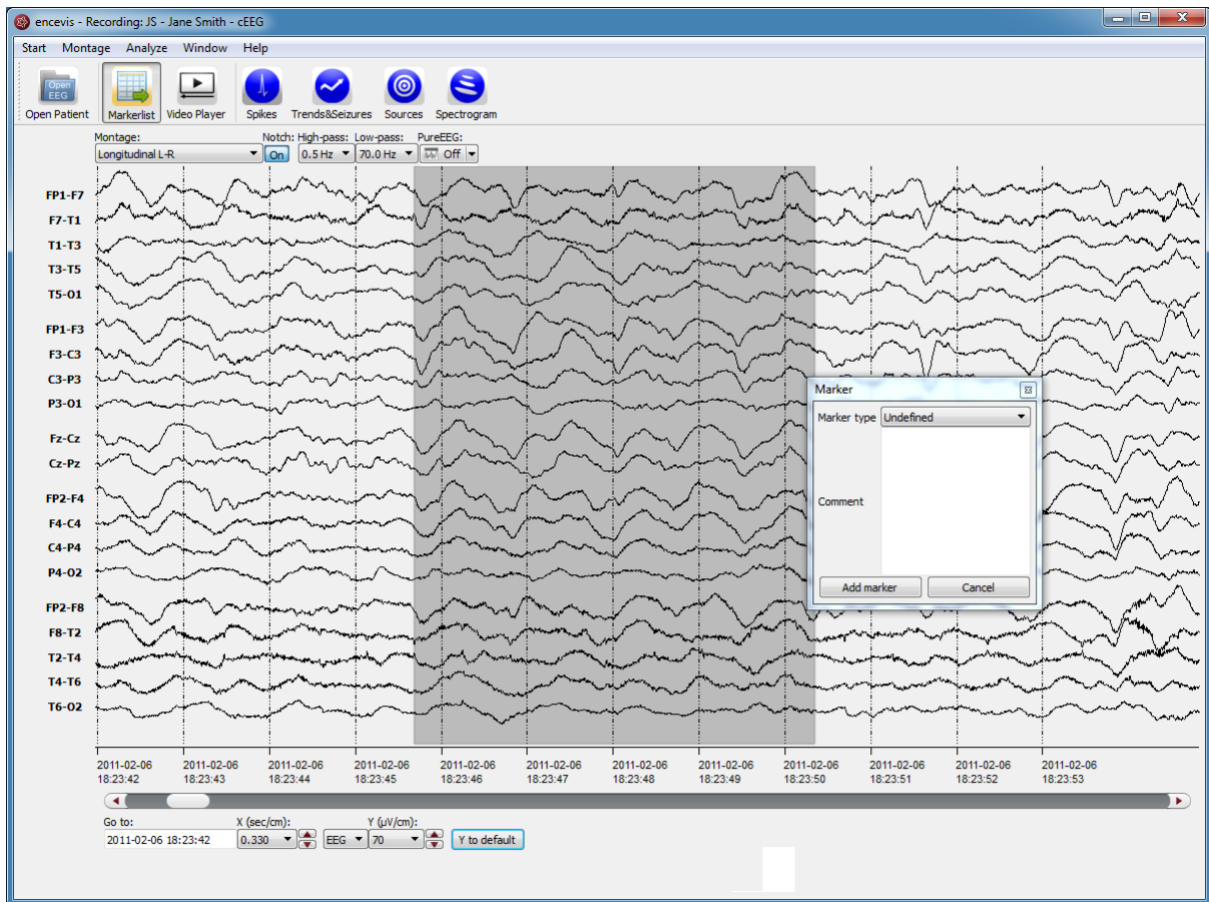 encevis - Recording: JS - Jane Smith - cEEG
Start Montage Analyze Window Help
Open EEG
Open Patient Markerlist Video Player Spikes Trends&Seizures Sources Spectrogram
Montage: Notch: High-pass: Low-pass: PureEEG:
Longitudinal L-R On 0.5 Hz 70.0 Hz Off
FP1-F7
F7-T1
T1-T3
T3-T5
T5-O1
FP1-F3
F3-C3
C3-P3
P3-O1
Fz-Cz
Cz-Pz
FP2-F4
F4-C4
C4-P4
P4-O2
FP2-F8
F8-T2
T2-T4
T4-T6
T6-O2
Marker
Marker type Undefined
Comment
Add marker Cancel
2011-02-06 2011-02-06 2011-02-06 2011-02-06 2011-02-06 2011-02-06 2011-02-06 2011-02-06 2011-02-06 2011-02-06 2011-02-06 2011-02-06
18:23:42 18:23:43 18:23:44 18:23:45 18:23:46 18:23:47 18:23:48 18:23:49 18:23:50 18:23:51 18:23:52 18:23:53
Go to: X (sec/cm): Y (µV/cm):
2011-02-06 18:23:42 0.330 EEG 70 Y to default